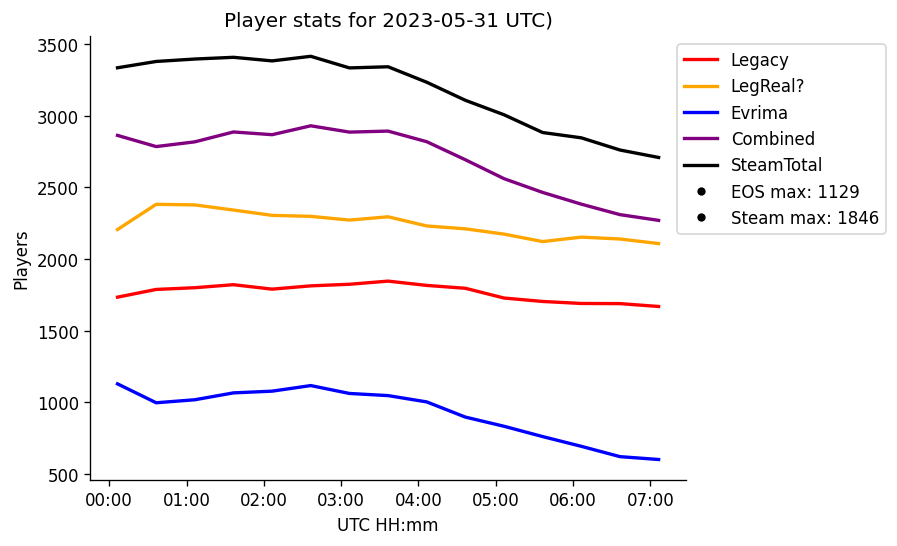 Player stats for 2023-05-31 UTC)
3500
3000
2500
2000
1500
1000
500
Players
00:00 01:00 02:00 03:00 04:00 05:00 06:00 07:00
UTC HH:mm
Legacy
LegReal?
Evrima
Combined
SteamTotal
EOS max: 1129
Steam max: 1846